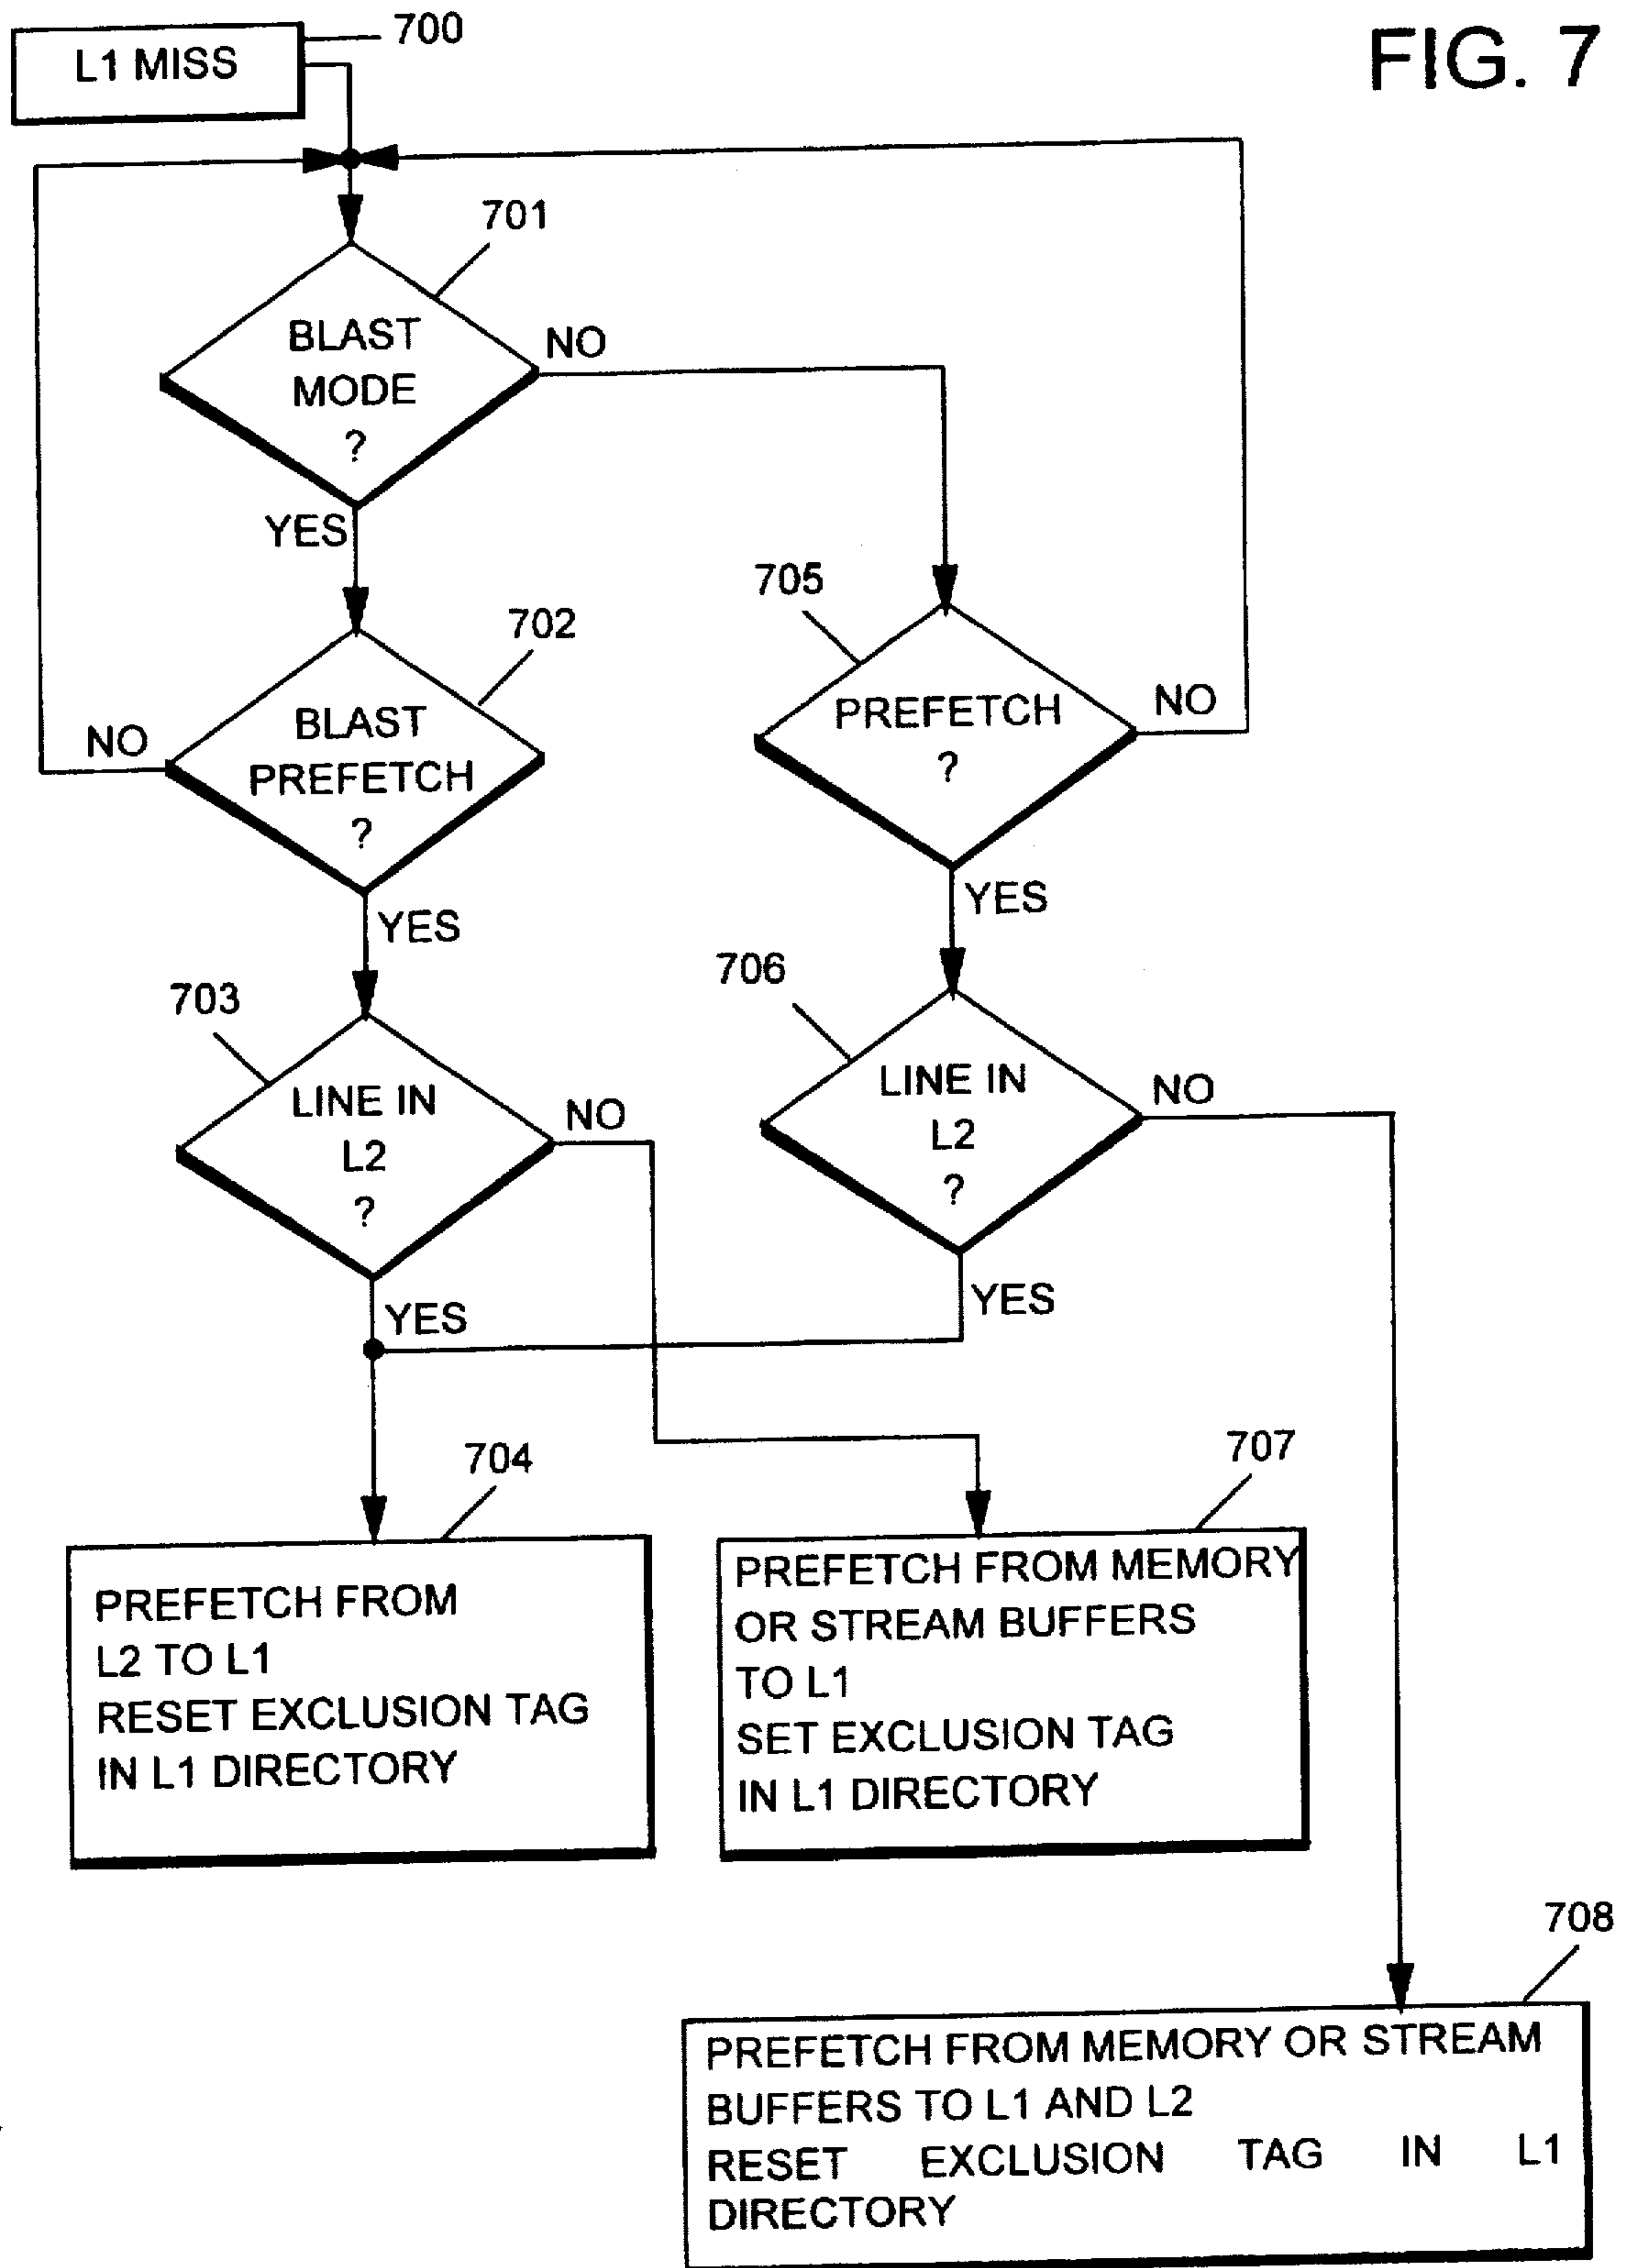 FIG. 7
700
L1 MISS
701
BLAST
MODE
?
NO
YES
702
BLAST
PREFETCH
?
NO
YES
705
PREFETCH
?
NO
YES
703
LINE IN
L2
?
NO
YES
706
LINE IN
L2
?
NO
YES
704
PREFETCH FROM
L2 TO L1
RESET EXCLUSION TAG
IN L1 DIRECTORY
707
PREFETCH FROM MEMORY
OR STREAM BUFFERS
TO L1
SET EXCLUSION TAG
IN L1 DIRECTORY
708
PREFETCH FROM MEMORY OR STREAM
BUFFERS TO L1 AND L2
RESET EXCLUSION TAG IN L1
DIRECTORY